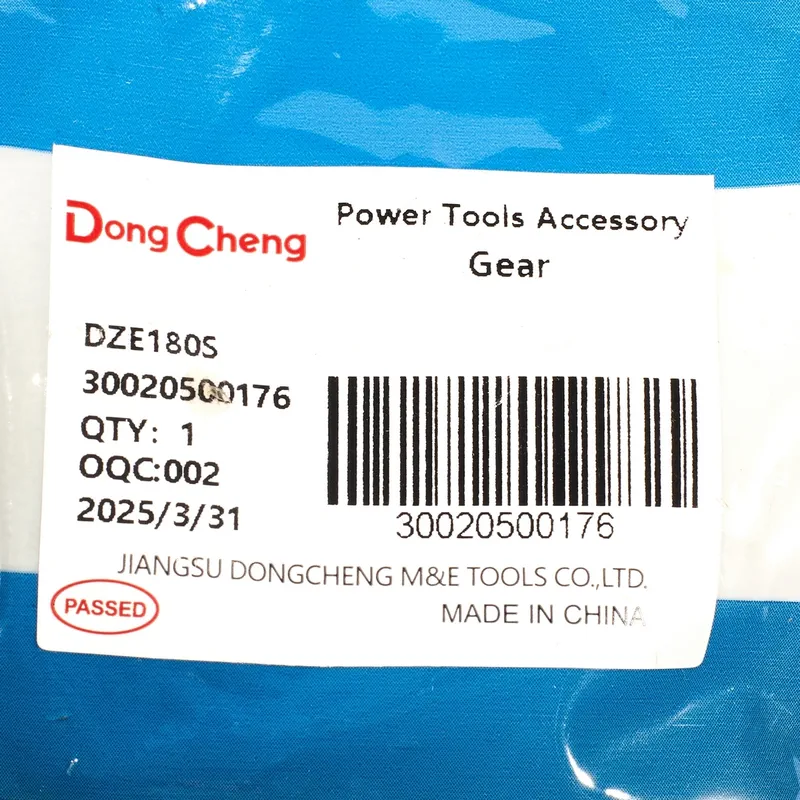 Dong Cheng
Power Tools Accessory
Gear
DZE180S
30020500176
QTY: 1
OQC:002
2025/3/31
30020500176
JIANGSU DONGCHENG M&E TOOLS CO.,LTD.
PASSED
MADE IN CHINA